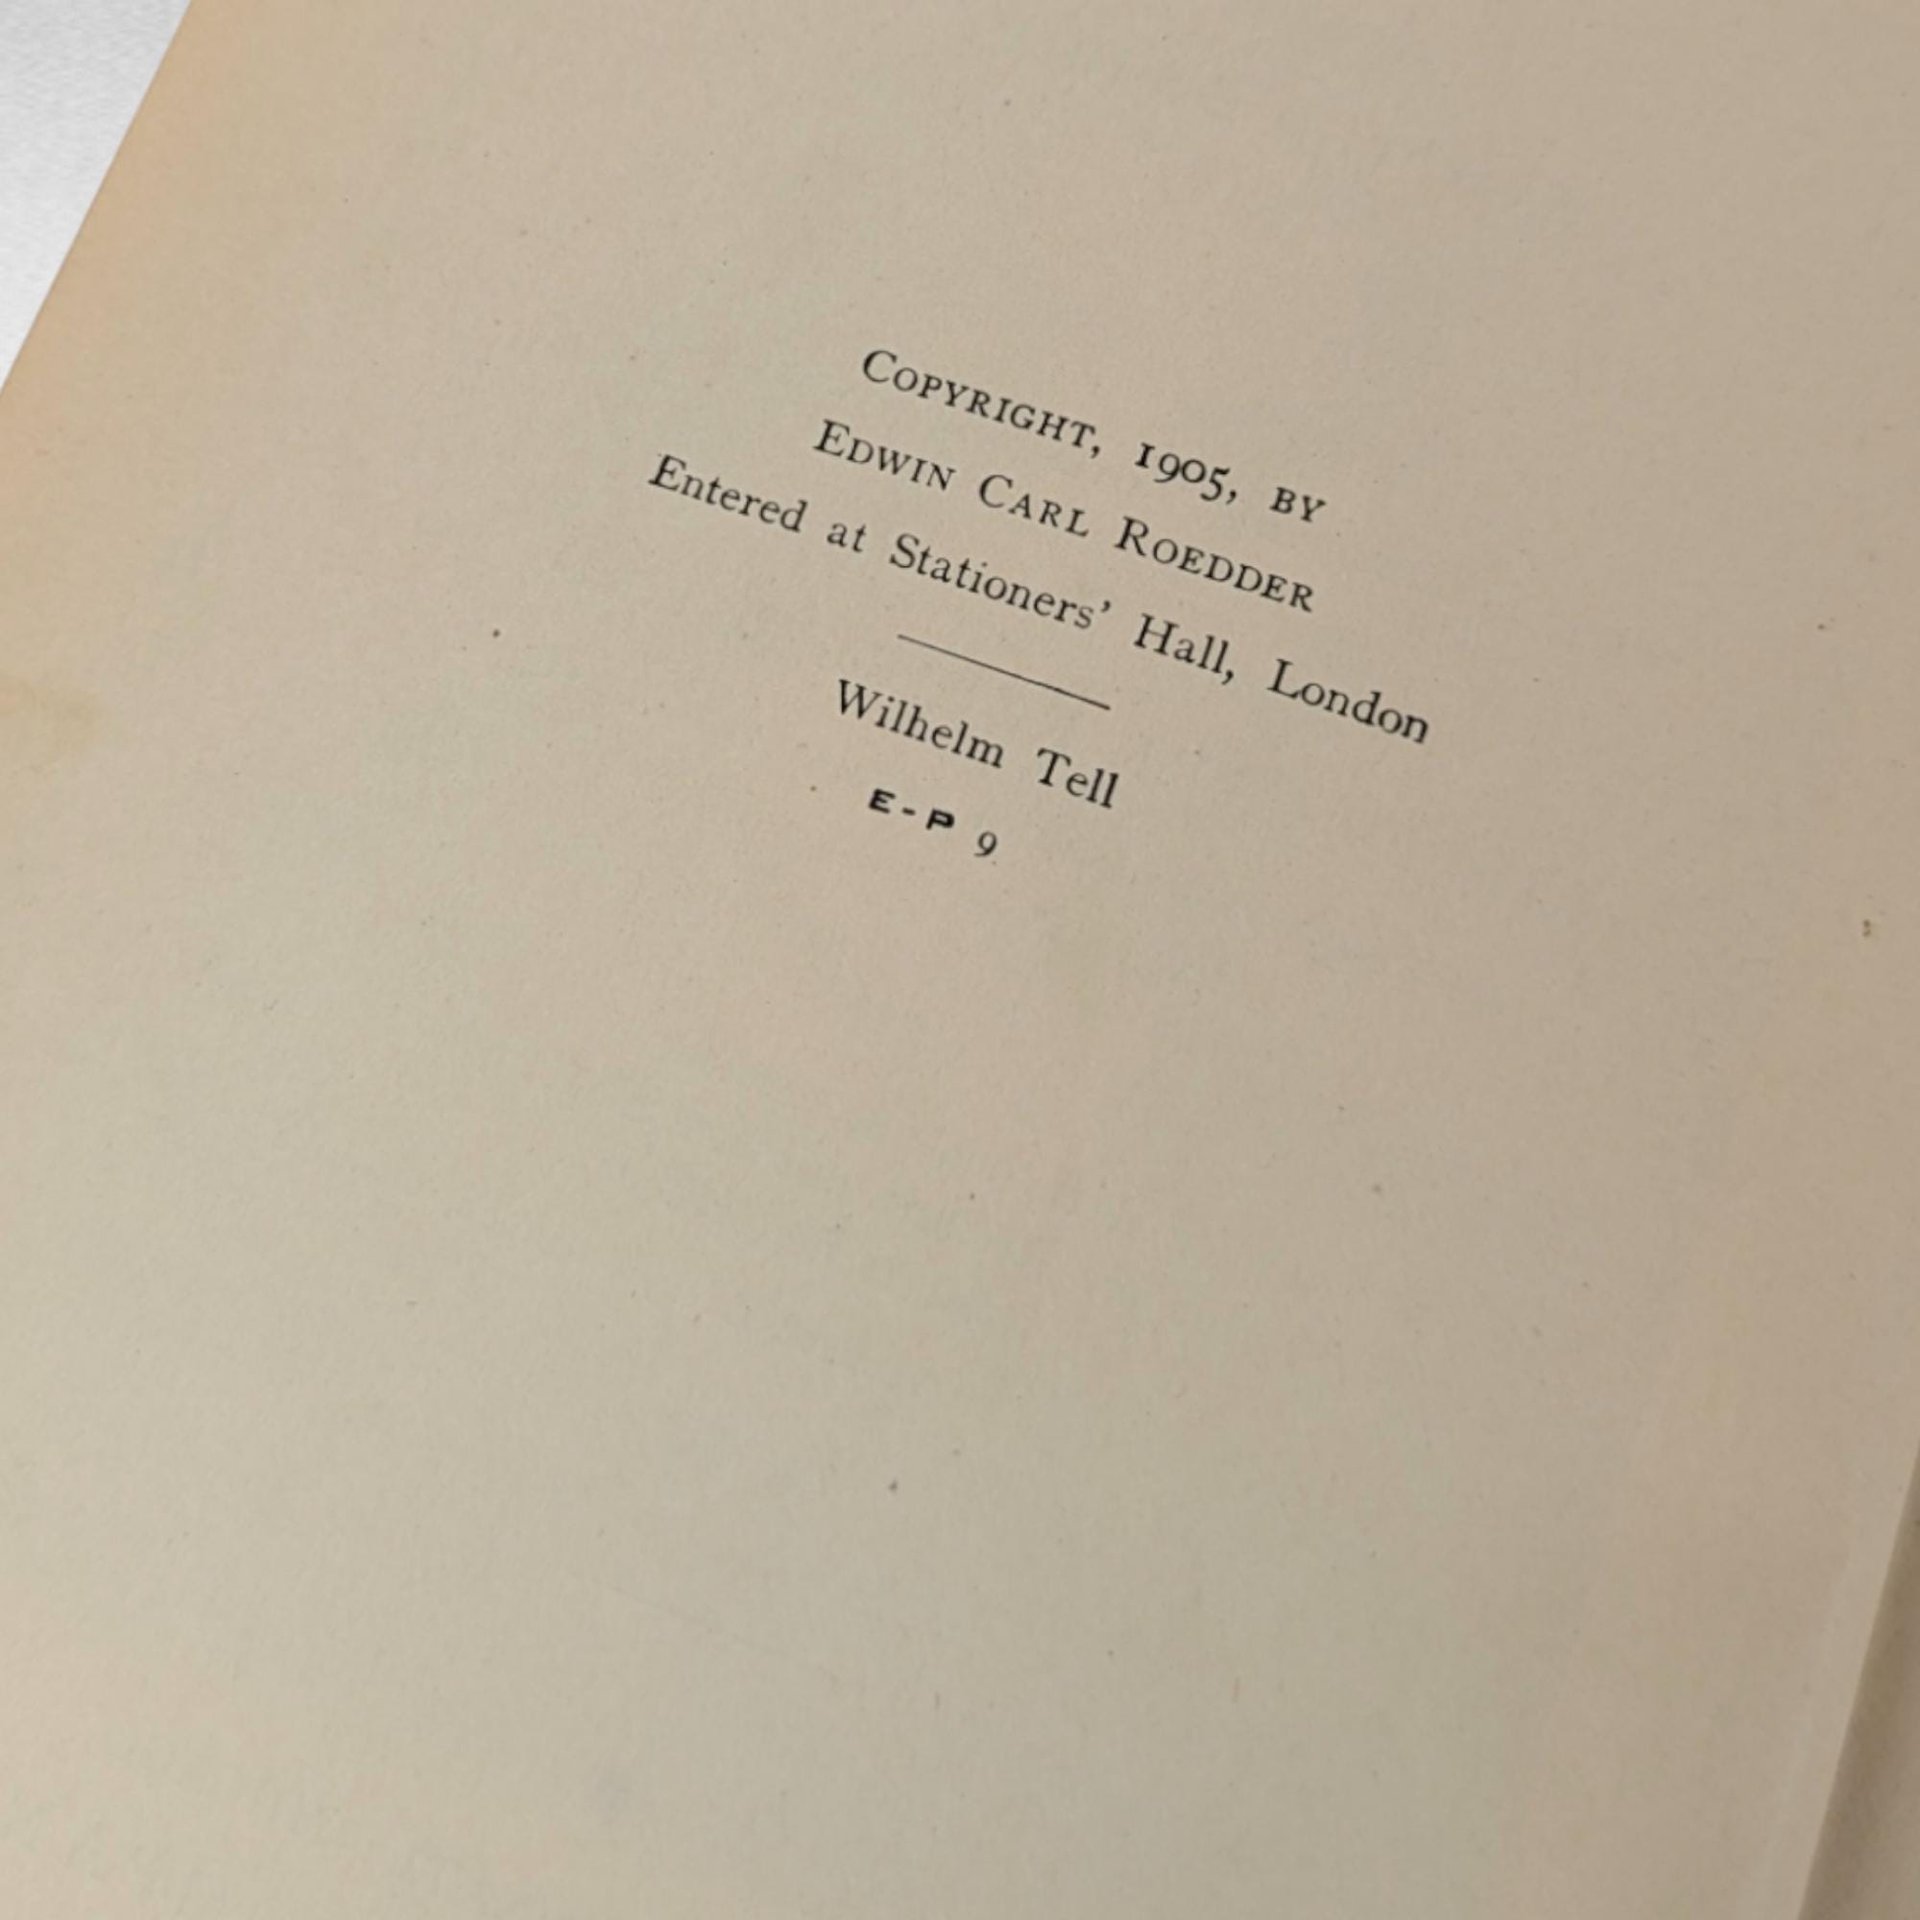 Copyright, 1905, by
Edwin Carl Roedder
Entered at Stationers' Hall, London
Wilhelm Tell
E-P 9